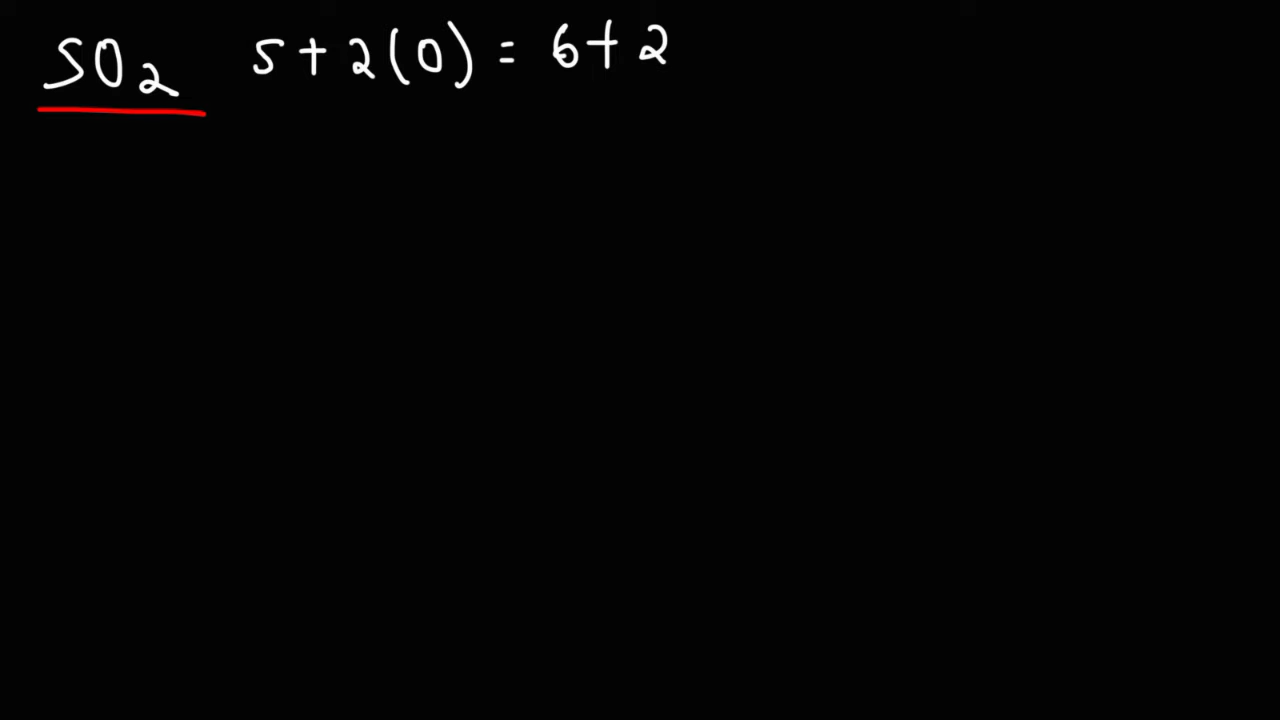 SO₂ S+2(O) = 6+2